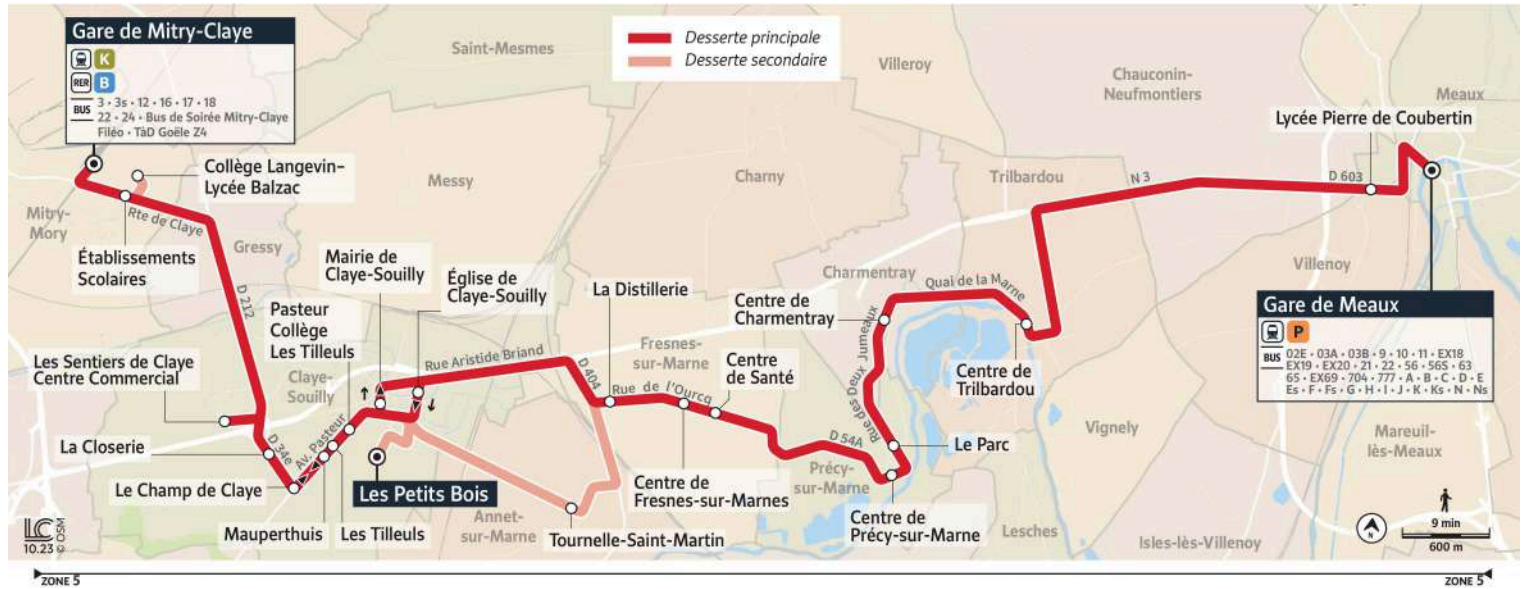 Gare de Mitry-Claye
K
RER B
BUS 3 • 3s • 12 • 16 • 17 • 18
22 • 24 • Bus de Soirée Mitry-Claye
Filéo • TàD Goële Z4
Saint-Mesmes
Desserte principale
Desserte secondaire
Villeroy
Chauconin-
Neufmontiers
Meaux
Lycée Pierre de Coubertin
Collège Langevin–
Lycée Balzac
Messy
Charny
Trilbardou
N 3
D 603
Mitry-
Mory
Rte de Claye
Gressy
Établissements
Scolaires
D 212
Mairie de
Claye-Souilly
Église de
Claye-Souilly
La Distillerie
Charmentray
Quai de la Marne
Villenoy
Centre de
Charmentray
Pasteur
Collège
Les Tilleuls
Rue Aristide Briand
D 404
Fresnes-
sur-Marne
Rue de l'Ourcq
Centre
de Santé
Rue des Deux Jumeaux
Centre de
Trilbardou
Gare de Meaux
P
BUS 02E • 03A • 03B • 9 • 10 • 11 • EX18
EX19 • EX20 • 21 • 22 • 56 • 56S • 63
65 • EX69 • 704 • 777 • A • B • C • D • E
Es • F • Fs • G • H • I • J • K • Ks • N • Ns
Les Sentiers de Claye
Centre Commercial
Claye-
Souilly
La Closerie
D 34e
Av. Pasteur
Le Champ de Claye
Les Petits Bois
Mauperthuis
Les Tilleuls
Annet-
sur-Marne
Tournelle-Saint-Martin
Centre de
Fresnes-sur-Marnes
D 54A
Précy-
sur-Marne
Le Parc
Centre de
Précy-sur-Marne
Vignely
Lesches
Mareuil-
lès-Meaux
Isles-lès-Villenoy
N
9 min
600 m
LC
10.23
© OSM
ZONE 5
ZONE 5